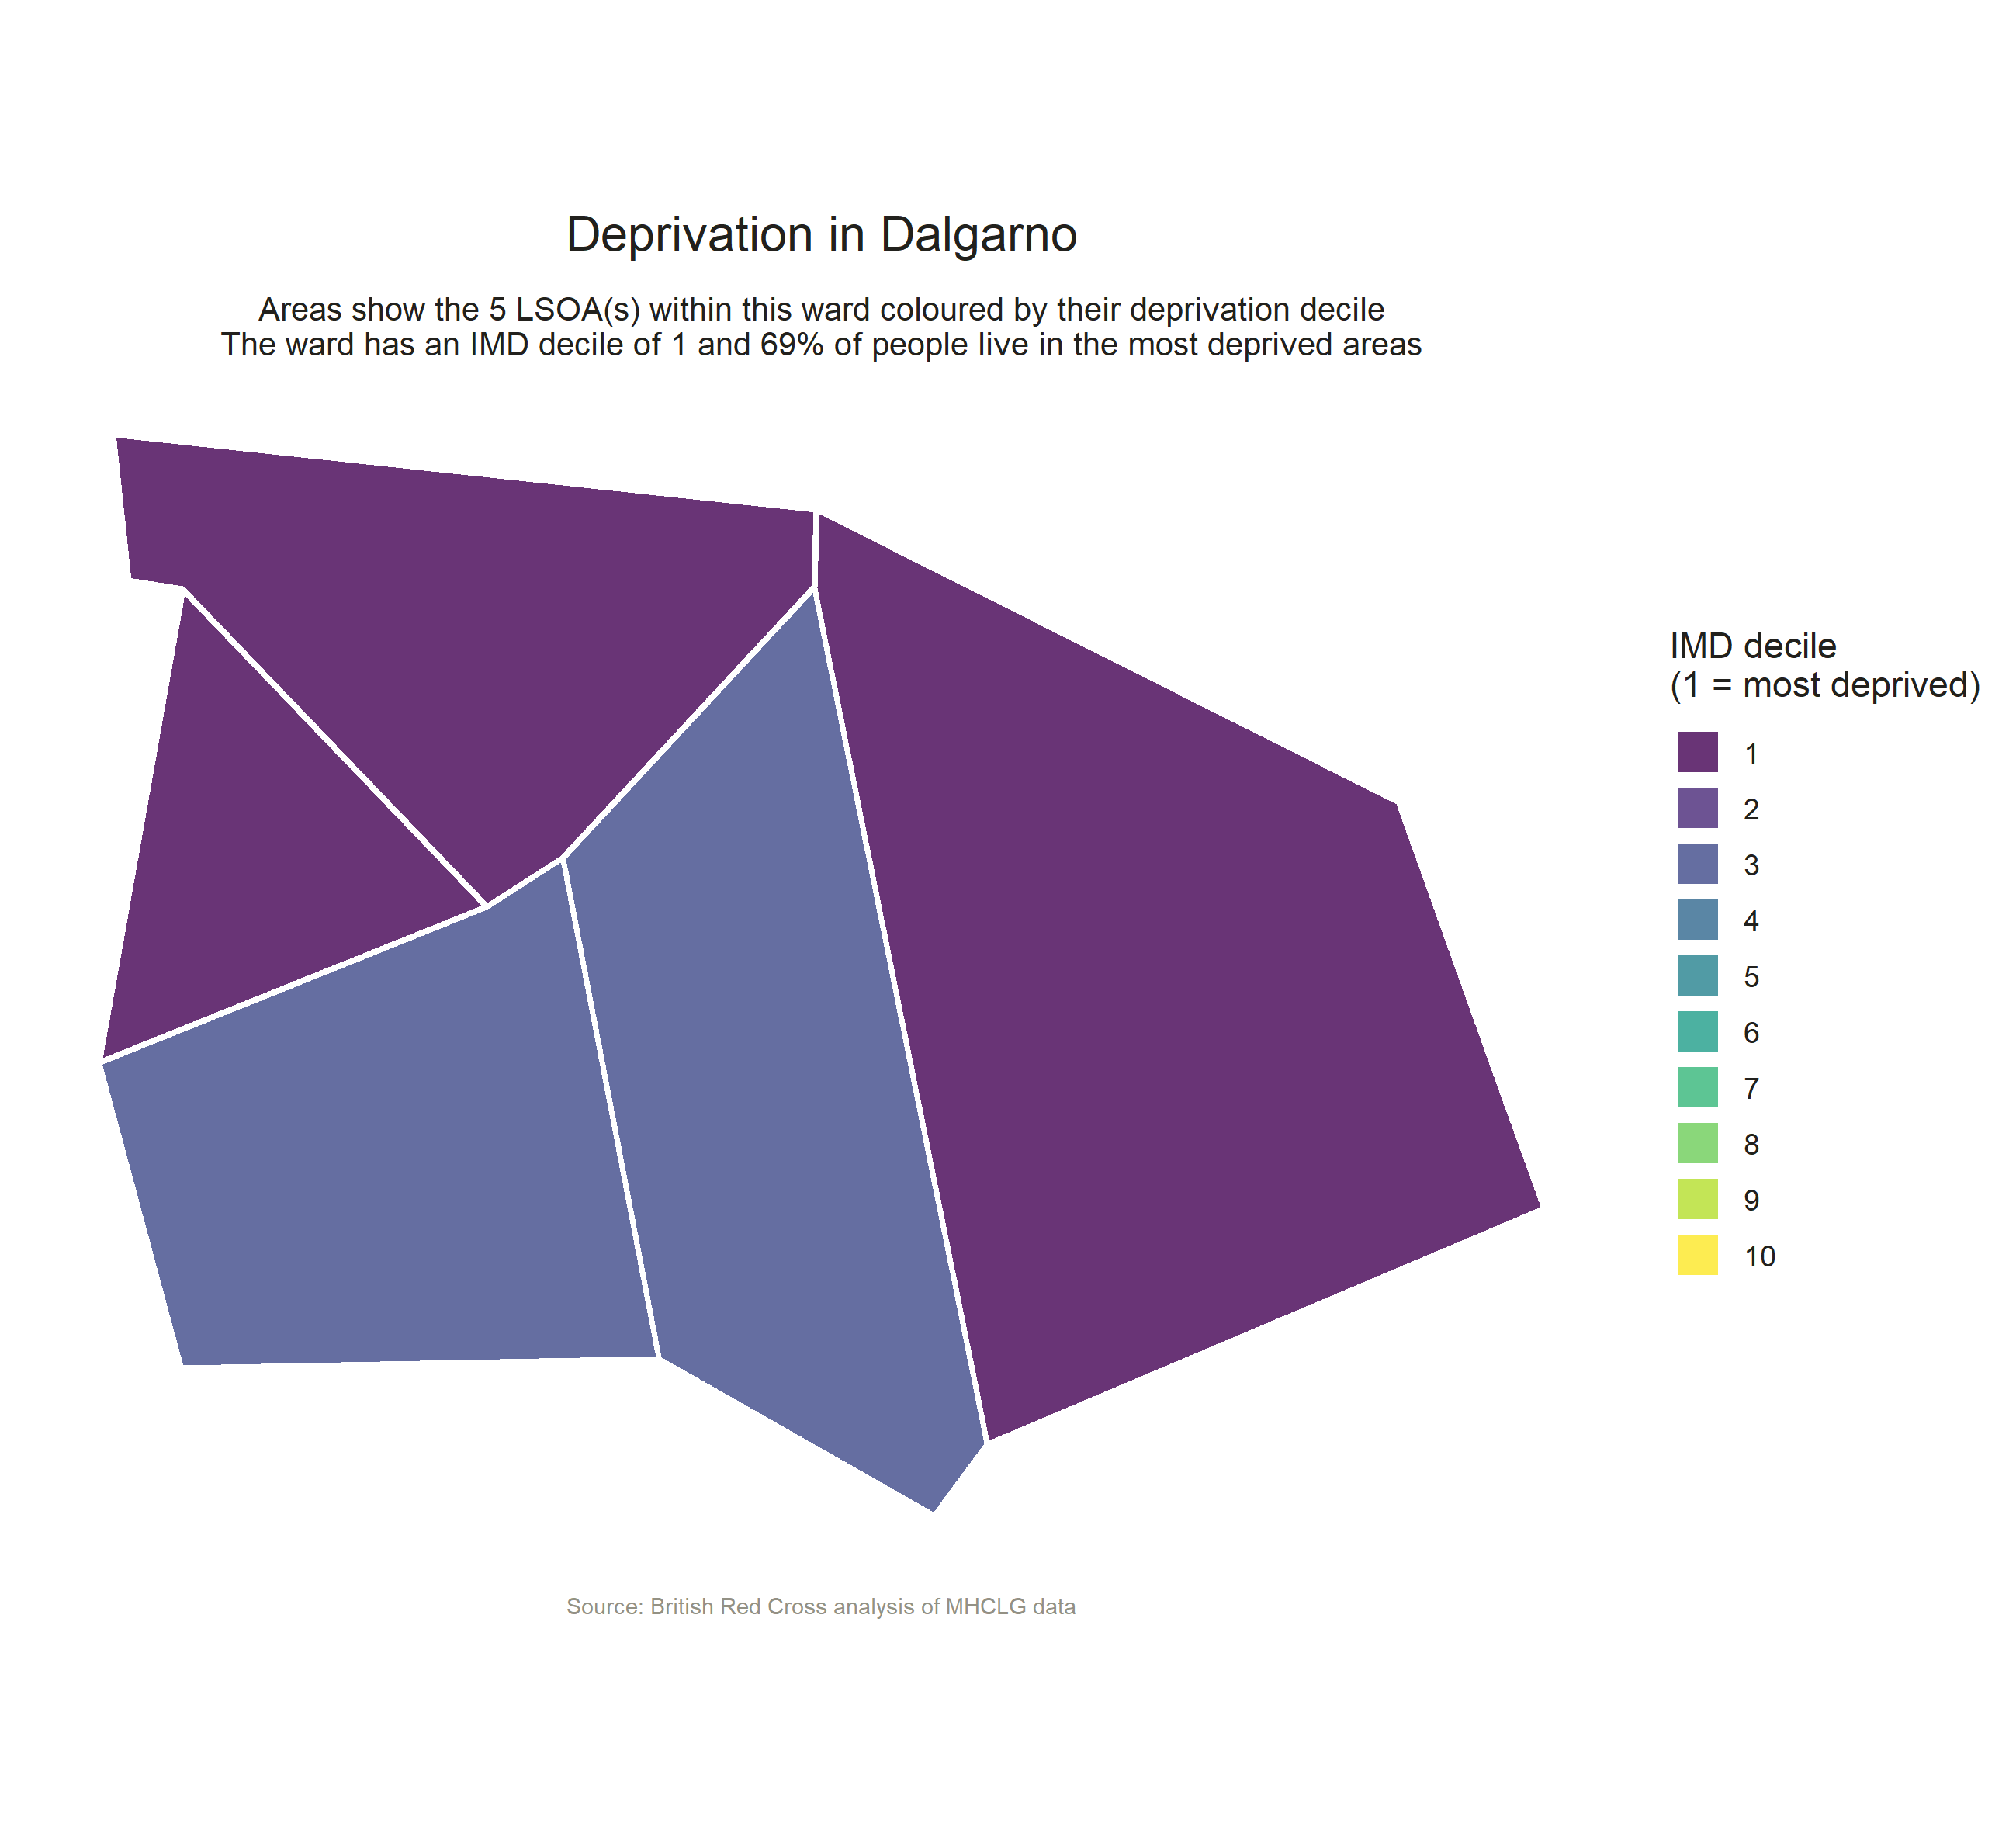 Deprivation in Dalgarno
Areas show the 5 LSOA(s) within this ward coloured by their deprivation decile
The ward has an IMD decile of 1 and 69% of people live in the most deprived areas
IMD decile
(1 = most deprived)
1
2
3
4
5
6
7
8
9
10
Source: British Red Cross analysis of MHCLG data